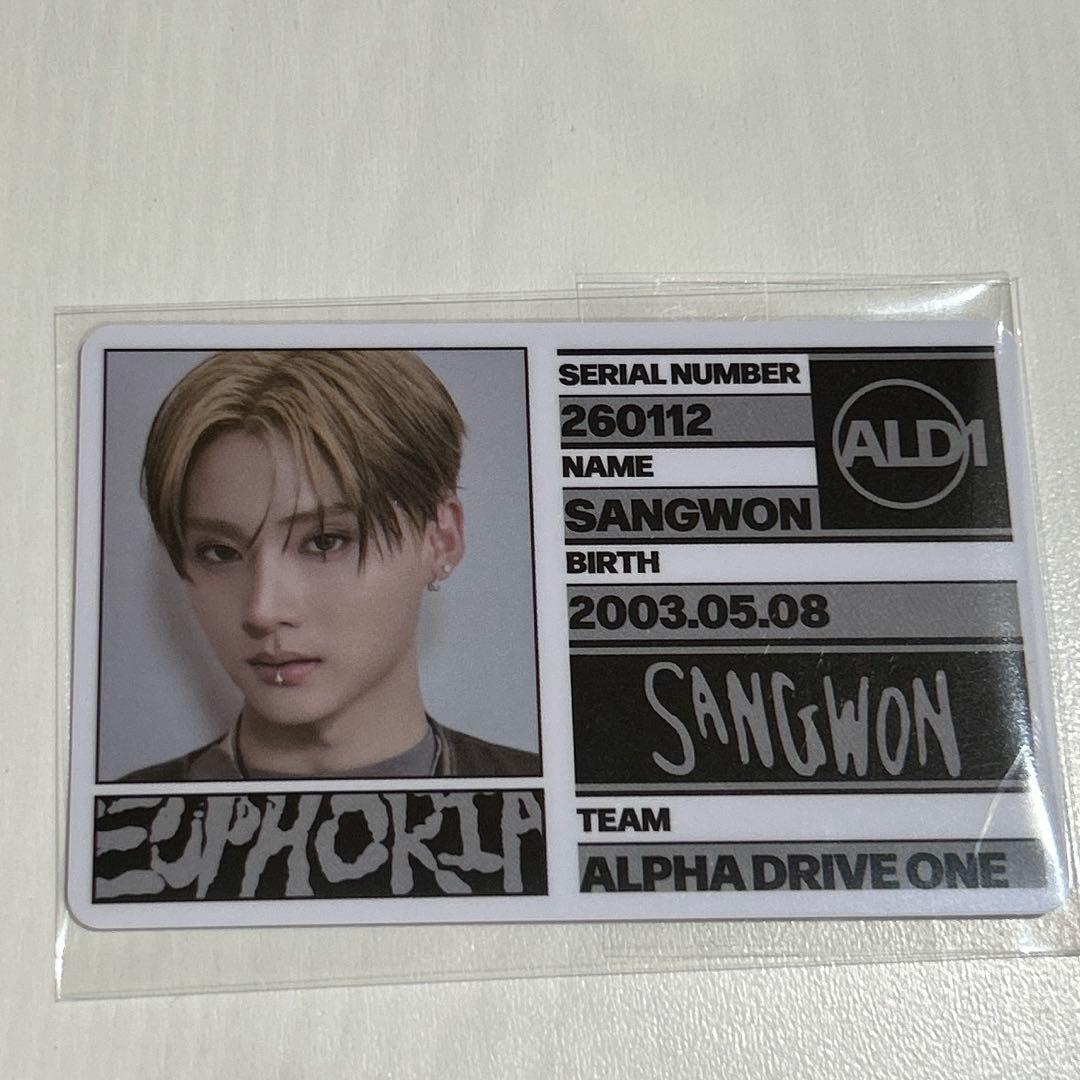 SERIAL NUMBER
260112
ALD1
NAME
SANGWON
BIRTH
2003.05.08
SANGWON
TEAM
ALPHA DRIVE ONE
EUPHORIA